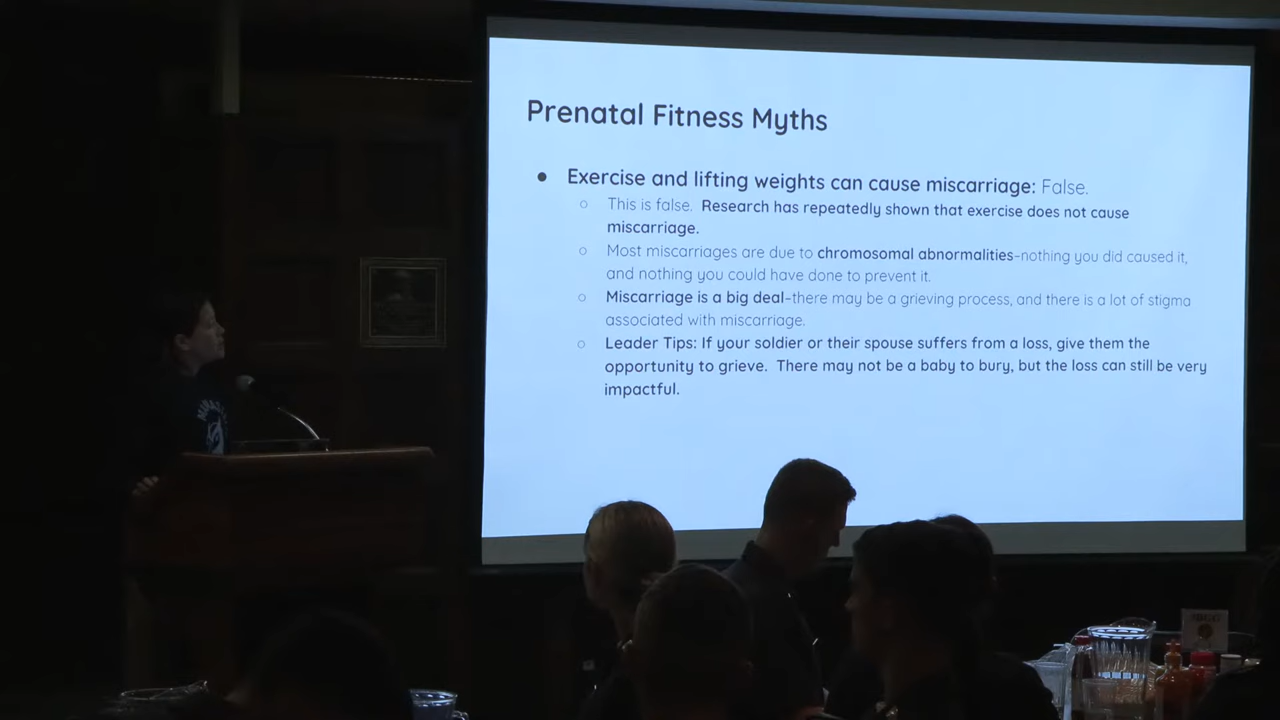 Prenatal Fitness Myths
● Exercise and lifting weights can cause miscarriage: False.
○ This is false. Research has repeatedly shown that exercise does not cause
miscarriage.
○ Most miscarriages are due to chromosomal abnormalities–nothing you did caused it,
and nothing you could have done to prevent it.
○ Miscarriage is a big deal–there may be a grieving process, and there is a lot of stigma
associated with miscarriage.
○ Leader Tips: If your soldier or their spouse suffers from a loss, give them the
opportunity to grieve. There may not be a baby to bury, but the loss can still be very
impactful.